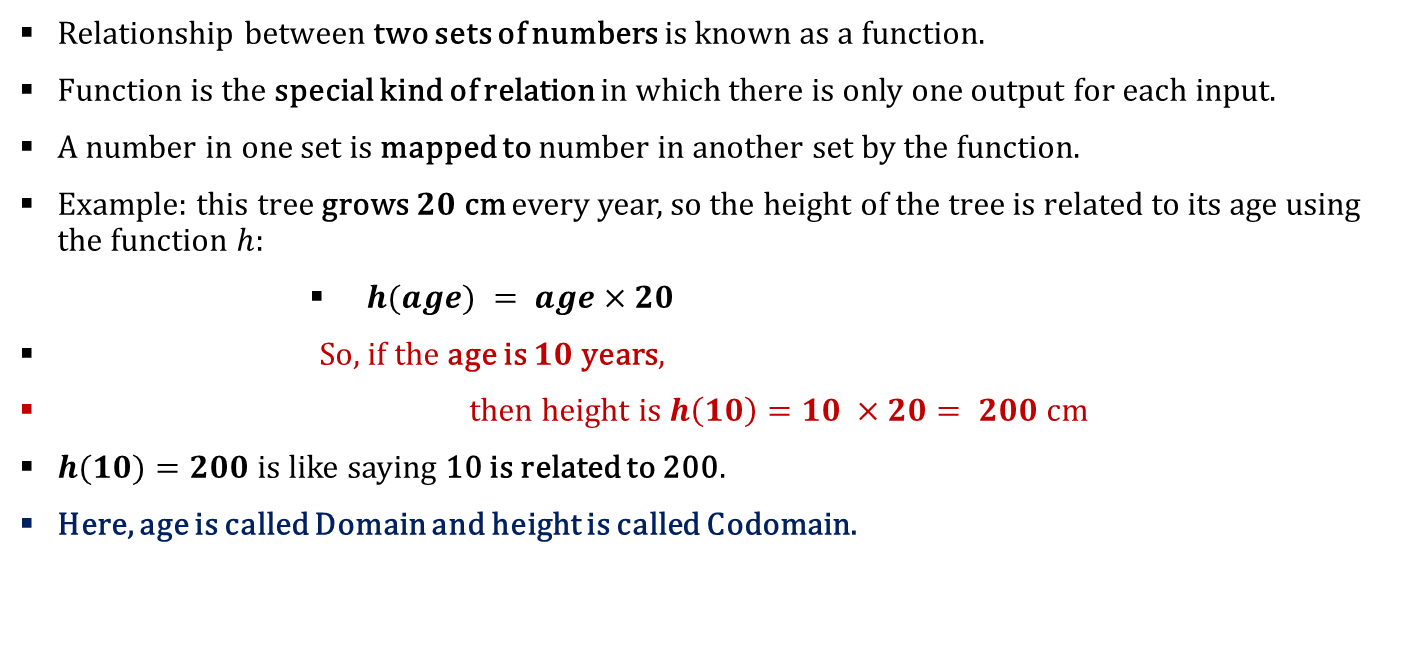 ▪ Relationship between two sets of numbers is known as a function.
▪ Function is the special kind of relation in which there is only one output for each input.
▪ A number in one set is mapped to number in another set by the function.
▪ Example: this tree grows 20 cm every year, so the height of the tree is related to its age using
the function h:
▪ h(age) = age × 20
▪ So, if the age is 10 years,
▪ then height is h(10) = 10 × 20 = 200 cm
▪ h(10) = 200 is like saying 10 is related to 200.
▪ Here, age is called Domain and height is called Codomain.